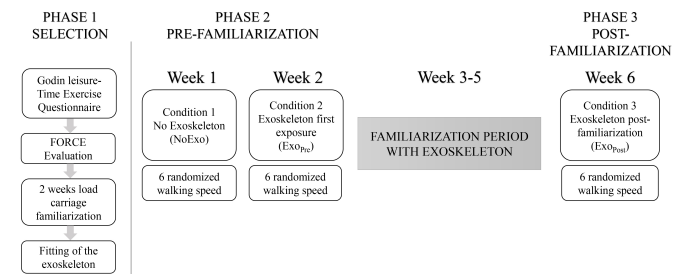 PHASE 1
SELECTION
Godin leisure-
Time Exercise
Questionnaire
FORCE
Evaluation
2 weeks load
carriage
familiarization
Fitting of the
exoskeleton
PHASE 2
PRE-FAMILIARIZATION
Week 1
Condition 1
No Exoskeleton
(NoExo)
6 randomized
walking speed
Week 2
Condition 2
Exoskeleton first
exposure
(ExoPre)
6 randomized
walking speed
Week 3-5
FAMILIARIZATION PERIOD
WITH EXOSKELETON
PHASE 3
POST-
FAMILIARIZATION
Week 6
Condition 3
Exoskeleton post-
familiarization
(ExoPost)
6 randomized
walking speed